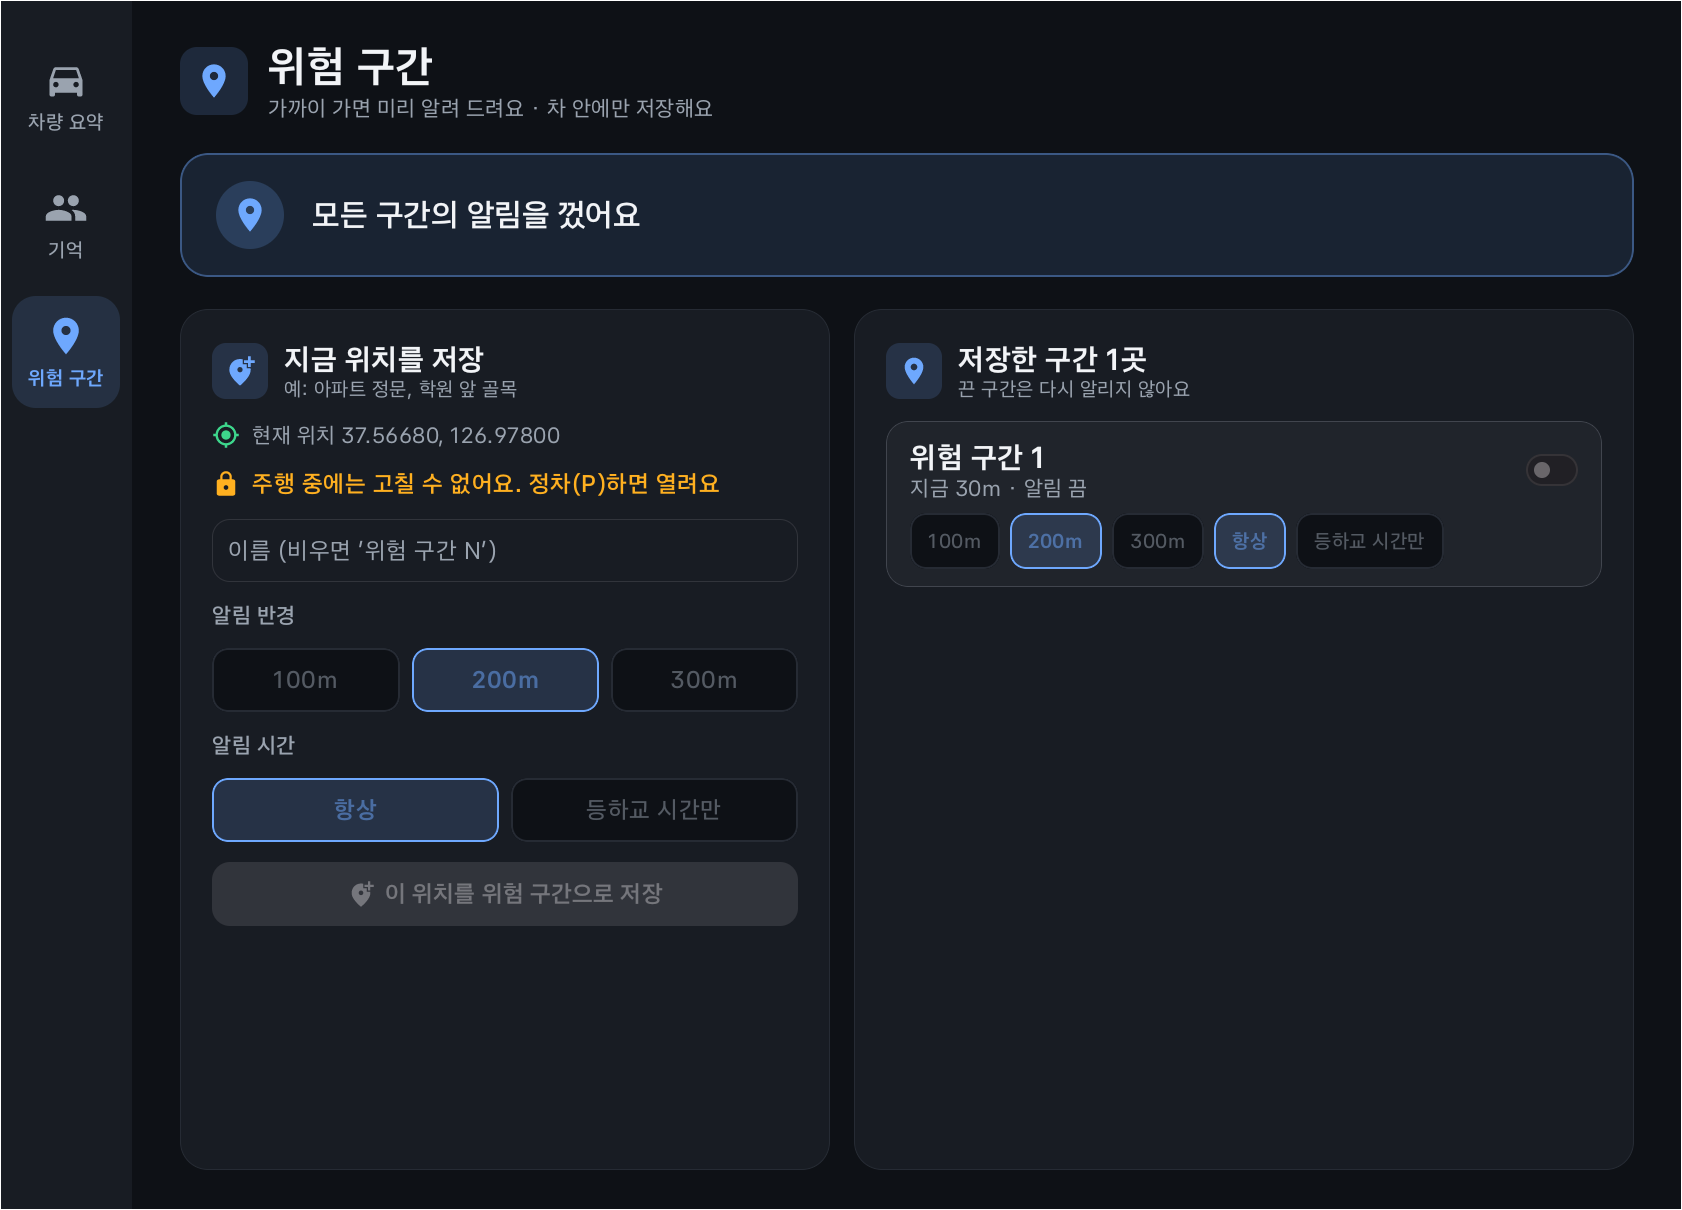 차량 요약
기억
위험 구간
위험 구간
가까이 가면 미리 알려 드려요 · 차 안에만 저장해요
모든 구간의 알림을 껐어요
지금 위치를 저장
예: 아파트 정문, 학원 앞 골목
현재 위치 37.56680, 126.97800
주행 중에는 고칠 수 없어요. 정차(P)하면 열려요
이름 (비우면 '위험 구간 N')
알림 반경
100m
200m
300m
알림 시간
항상
등하교 시간만
이 위치를 위험 구간으로 저장
저장한 구간 1곳
끈 구간은 다시 알리지 않아요
위험 구간 1
지금 30m · 알림 끔
100m
200m
300m
항상
등하교 시간만